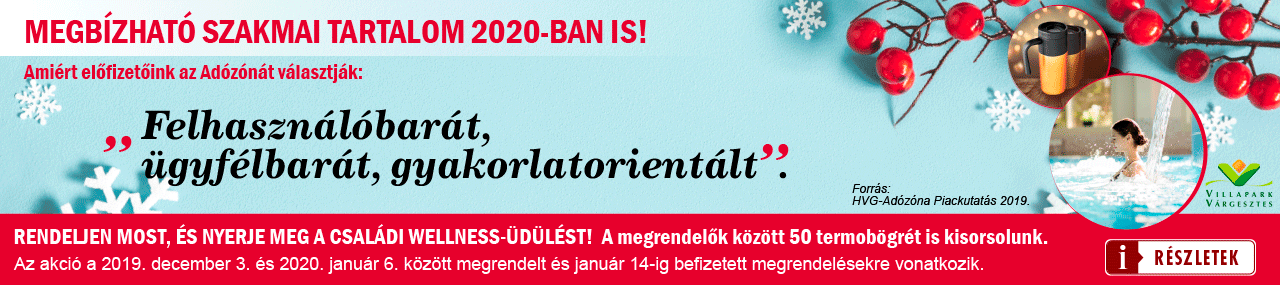 MEGBÍZHATÓ SZAKMAI TARTALOM 2020-BAN IS!
Amiért előfizetőink az Adózónát választják:
„Felhasználóbarát,
ügyfélbarát, gyakorlatorientált”.
Forrás:
HVG-Adózóna Piackutatás 2019.
VILLAPARK
VÁRGESZTES
RENDELJEN MOST, ÉS NYERJE MEG A CSALÁDI WELLNESS-ÜDÜLÉST! A megrendelők között 50 termobögrét is kisorsolunk.
Az akció a 2019. december 3. és 2020. január 6. között megrendelt és január 14-ig befizetett megrendelésekre vonatkozik.
i RÉSZLETEK